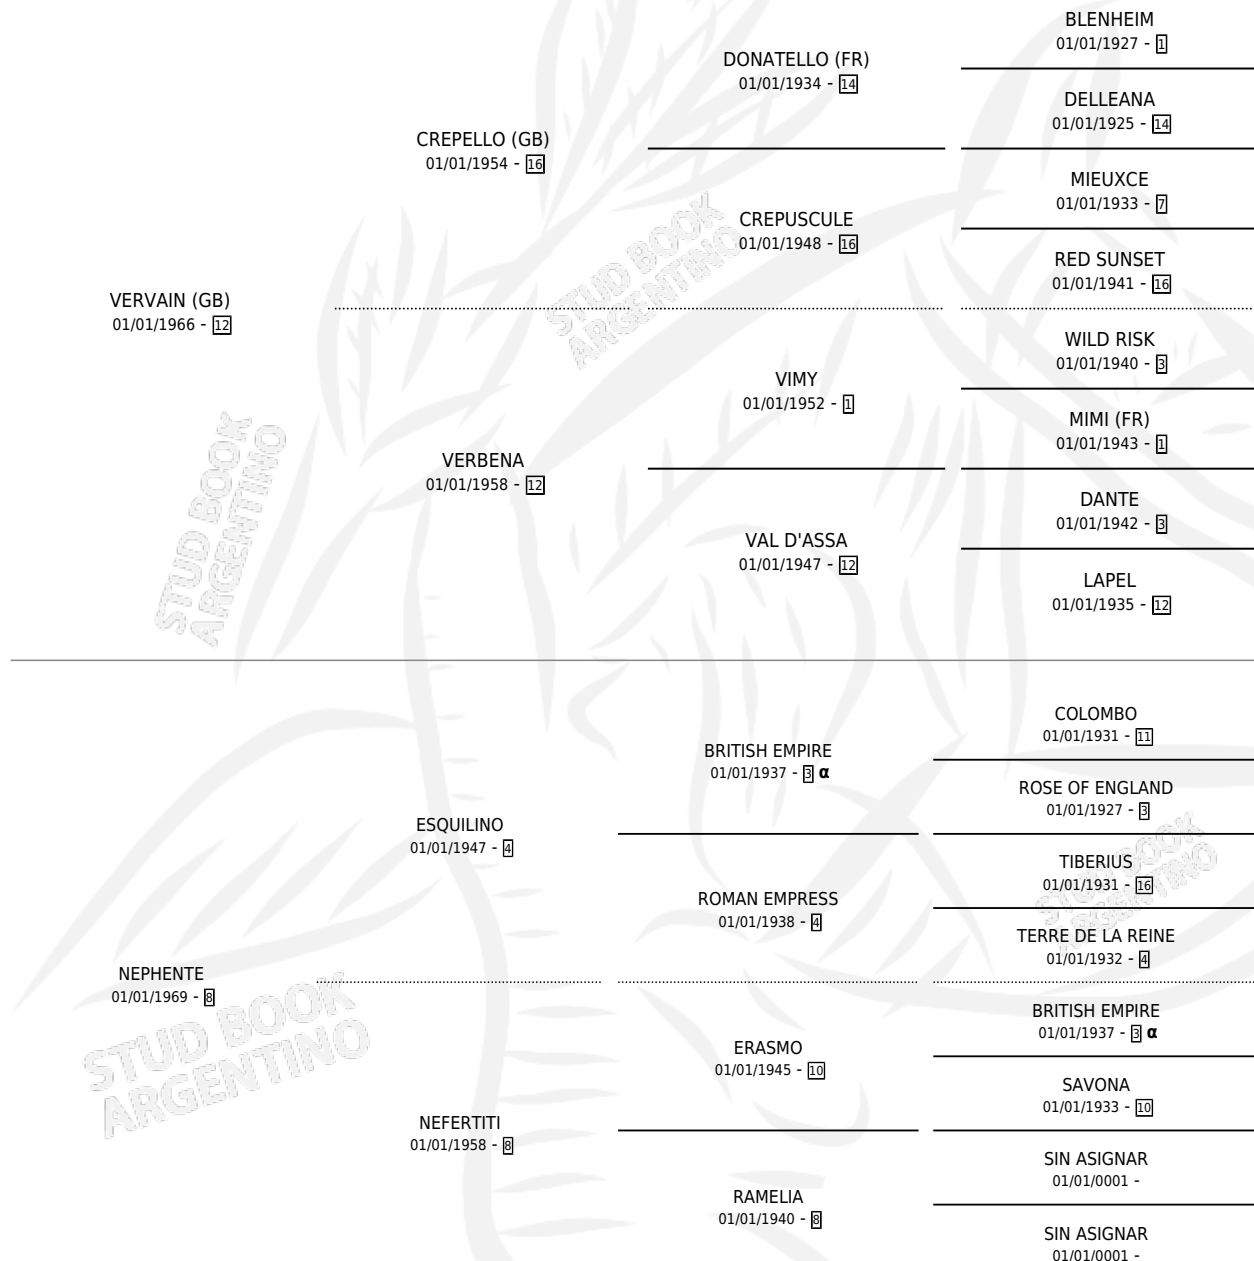 BLENHEIM
01/01/1927 - 1
DONATELLO (FR)
01/01/1934 - 14
DELLEANA
01/01/1925 - 14
CREPELLO (GB)
01/01/1954 - 16
MIEUXCE
01/01/1933 - 7
CREPUSCULE
01/01/1948 - 16
RED SUNSET
01/01/1941 - 16
VERVAIN (GB)
01/01/1966 - 12
STUD BOOK
ARGENTINO
WILD RISK
01/01/1940 - 3
VIMY
01/01/1952 - 1
MIMI (FR)
01/01/1943 - 1
VERBENA
01/01/1958 - 12
DANTE
01/01/1942 - 3
VAL D'ASSA
01/01/1947 - 12
LAPEL
01/01/1935 - 12
STUD BOOK
ARGENTINO
COLOMBO
01/01/1931 - 11
BRITISH EMPIRE
01/01/1937 - 3 α
ROSE OF ENGLAND
01/01/1927 - 3
ESQUILINO
01/01/1947 - 4
TIBERIUS
01/01/1931 - 16
ROMAN EMPRESS
01/01/1938 - 4
TERRE DE LA REINE
01/01/1932 - 4
STUD BOOK
ARGENTINO
NEPHENTE
01/01/1969 - 8
BRITISH EMPIRE
01/01/1937 - 3 α
ERASMO
01/01/1945 - 10
SAVONA
01/01/1933 - 10
STUD BOOK
ARGENTINO
NEFERTITI
01/01/1958 - 8
SIN ASIGNAR
01/01/0001 -
RAMELIA
01/01/1940 - 8
SIN ASIGNAR
01/01/0001 -